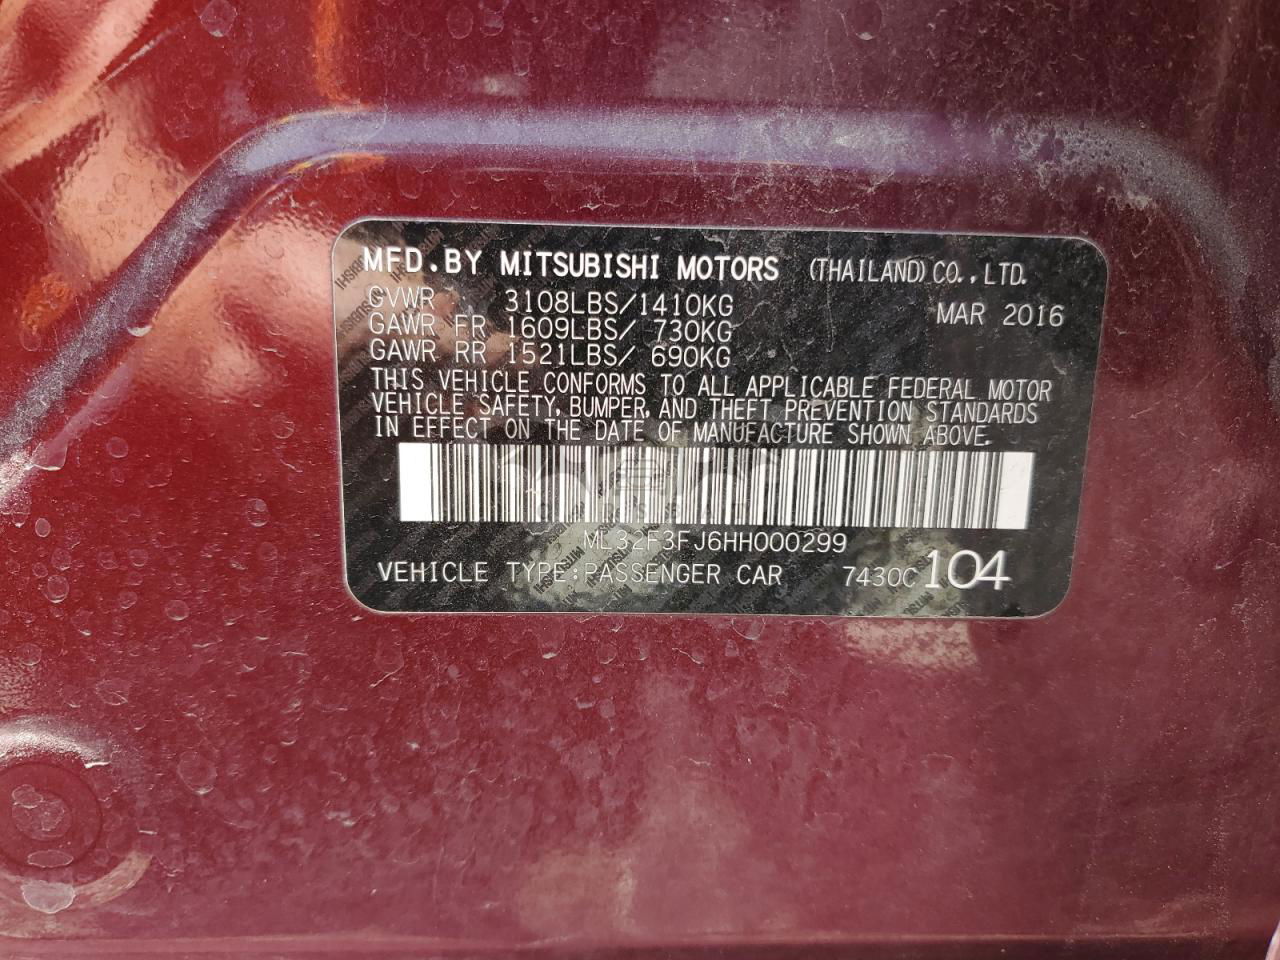 MFD.BY MITSUBISHI MOTORS (THAILAND) CO., LTD.
GVWR 3108LBS/1410KG MAR 2016
GAWR FR 1609LBS/ 730KG
GAWR RR 1521LBS/ 690KG
THIS VEHICLE CONFORMS TO ALL APPLICABLE FEDERAL MOTOR
VEHICLE SAFETY, BUMPER, AND THEFT PREVENTION STANDARDS
IN EFFECT ON THE DATE OF MANUFACTURE SHOWN ABOVE.
ML32F3FJ6HH000299
VEHICLE TYPE:PASSENGER CAR 7430C 104